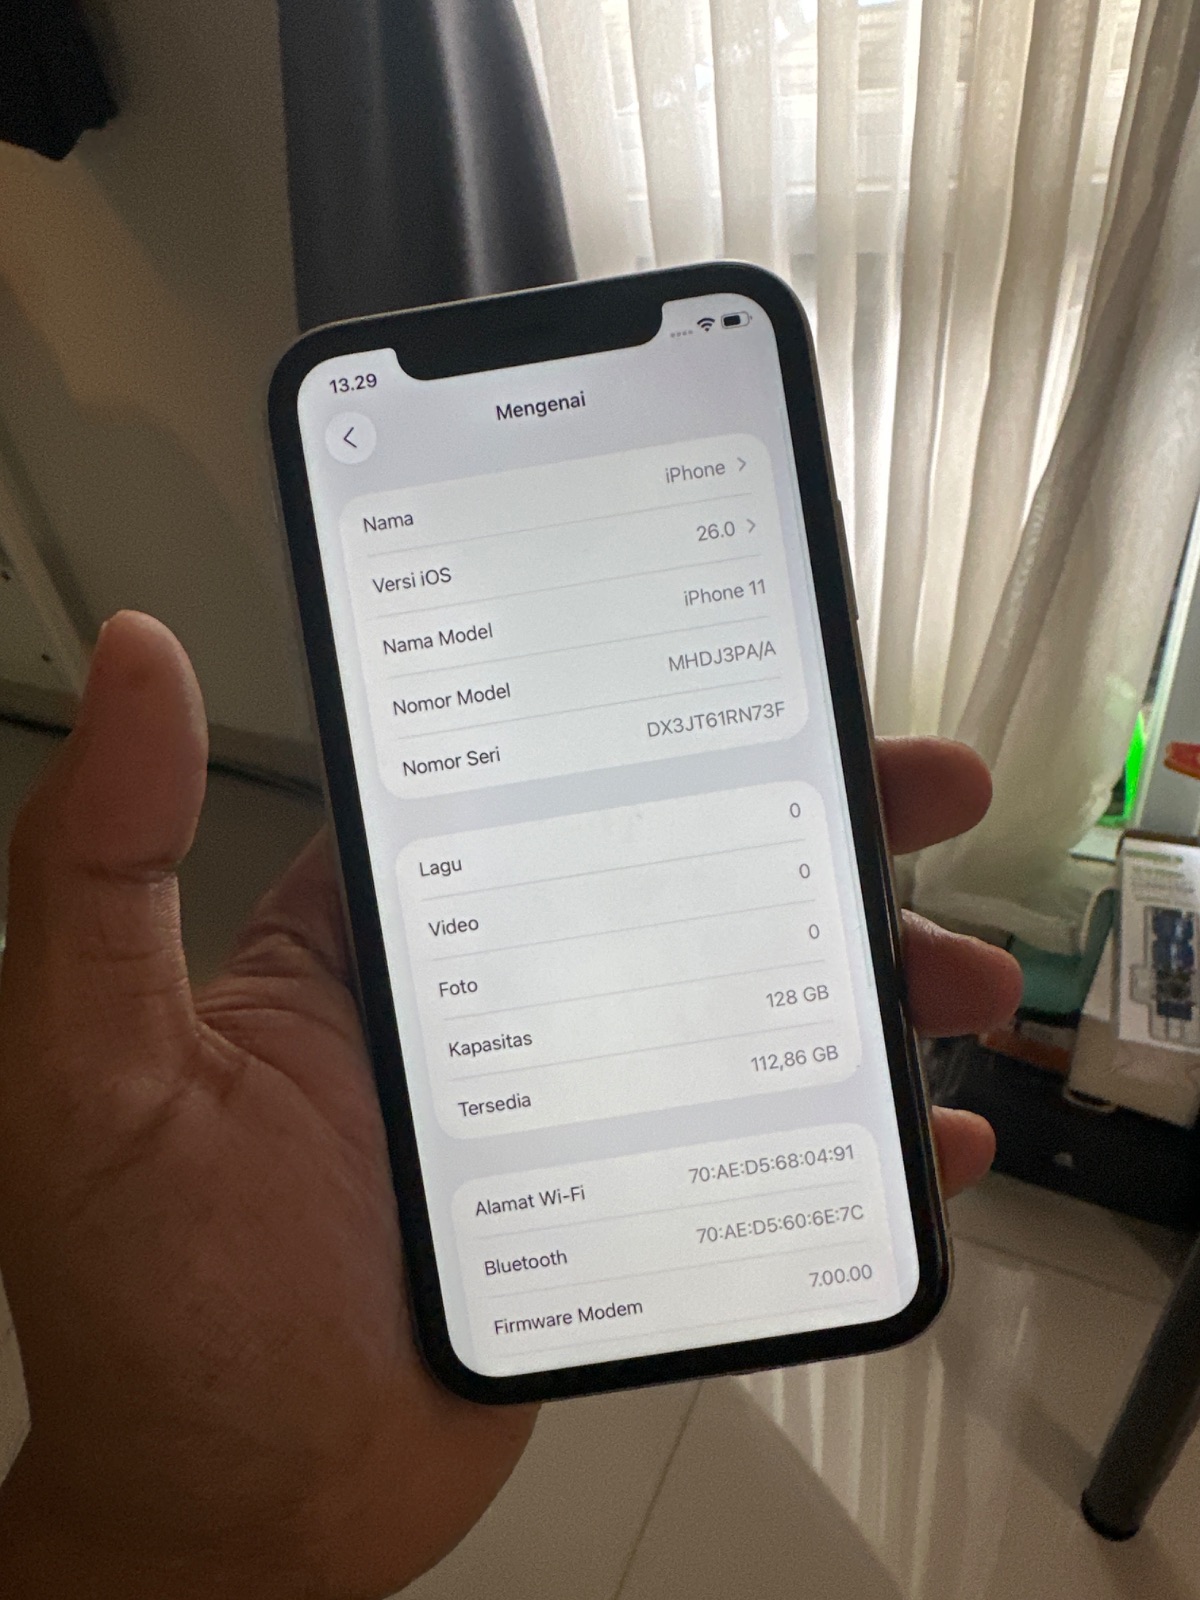 13.29
Mengenai
Nama iPhone
Versi iOS 26.0
Nama Model iPhone 11
Nomor Model MHDJ3PA/A
Nomor Seri DX3JT61RN73F
Lagu 0
Video 0
Foto 0
Kapasitas 128 GB
Tersedia 112,86 GB
Alamat Wi-Fi 70:AE:D5:68:04:91
Bluetooth 70:AE:D5:60:6E:7C
Firmware Modem 7.00.00